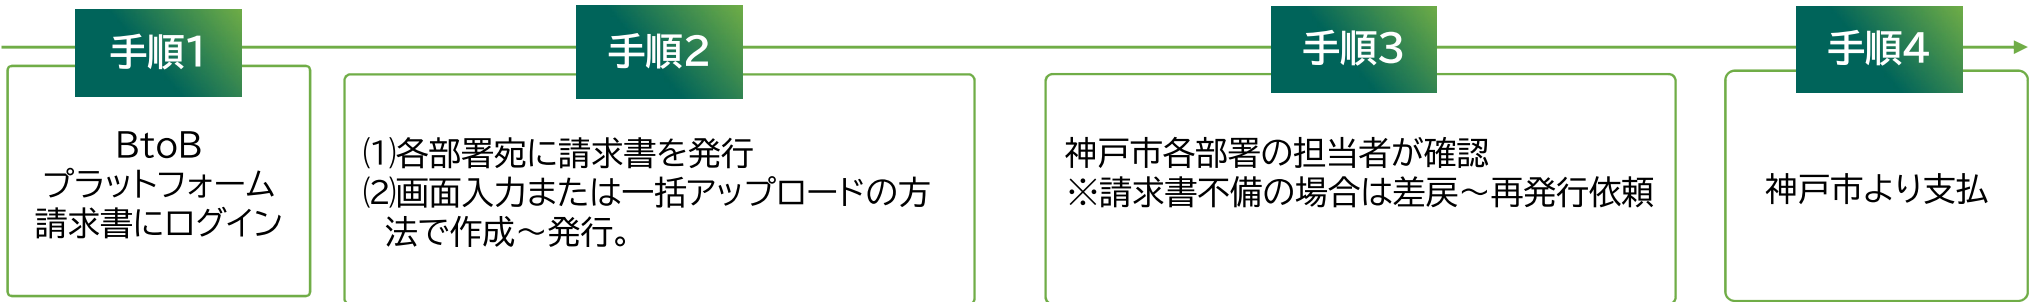 手順1
BtoB
プラットフォーム
請求書にログイン
手順2
⑴各部署宛に請求書を発行
⑵画面入力または一括アップロードの方
法で作成～発行。
手順3
神戸市各部署の担当者が確認
※請求書不備の場合は差戻～再発行依頼
手順4
神戸市より支払